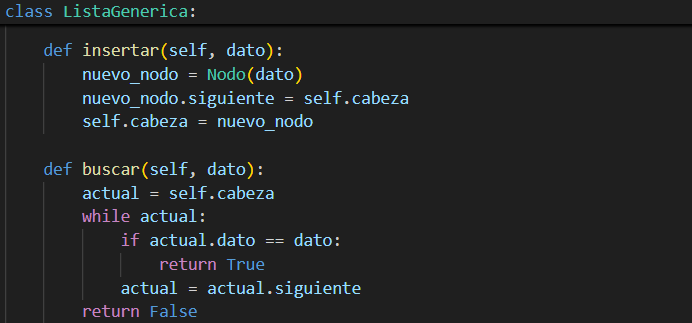 class ListaGenerica:
def insertar(self, dato):
nuevo_nodo = Nodo(dato)
nuevo_nodo.siguiente = self.cabeza
self.cabeza = nuevo_nodo
def buscar(self, dato):
actual = self.cabeza
while actual:
if actual.dato == dato:
return True
actual = actual.siguiente
return False